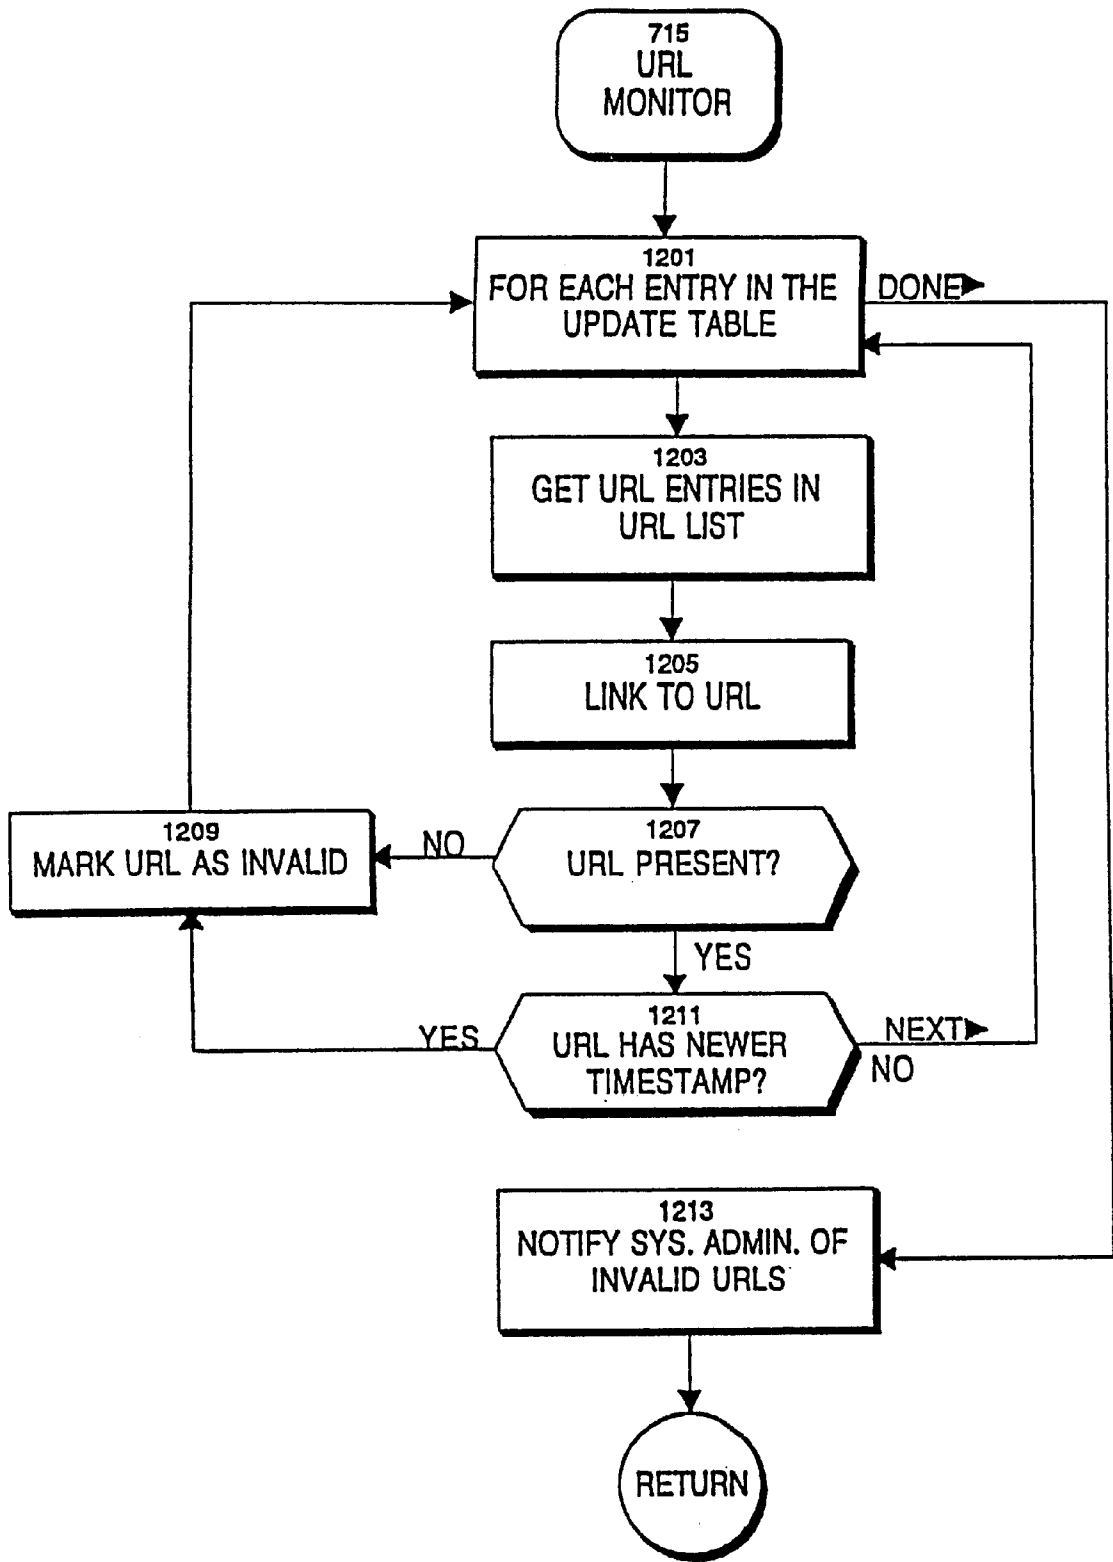 715
URL
MONITOR
1201
FOR EACH ENTRY IN THE
UPDATE TABLE
DONE
1203
GET URL ENTRIES IN
URL LIST
1205
LINK TO URL
1207
URL PRESENT?
NO
1209
MARK URL AS INVALID
YES
1211
URL HAS NEWER
TIMESTAMP?
YES
NEXT
NO
1213
NOTIFY SYS. ADMIN. OF
INVALID URLS
RETURN